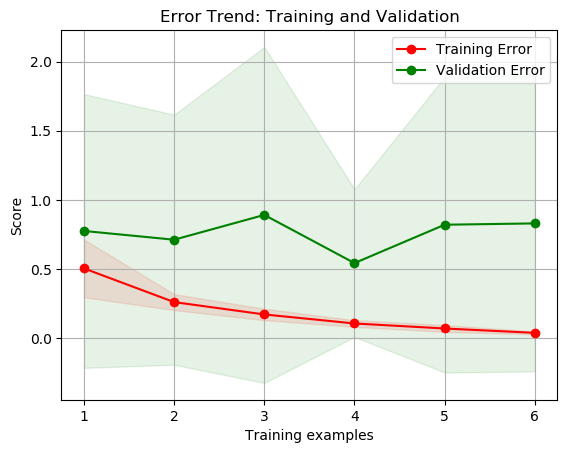 Error Trend: Training and Validation
Training Error
Validation Error
2.0
1.5
1.0
0.5
0.0
Score
1 2 3 4 5 6
Training examples